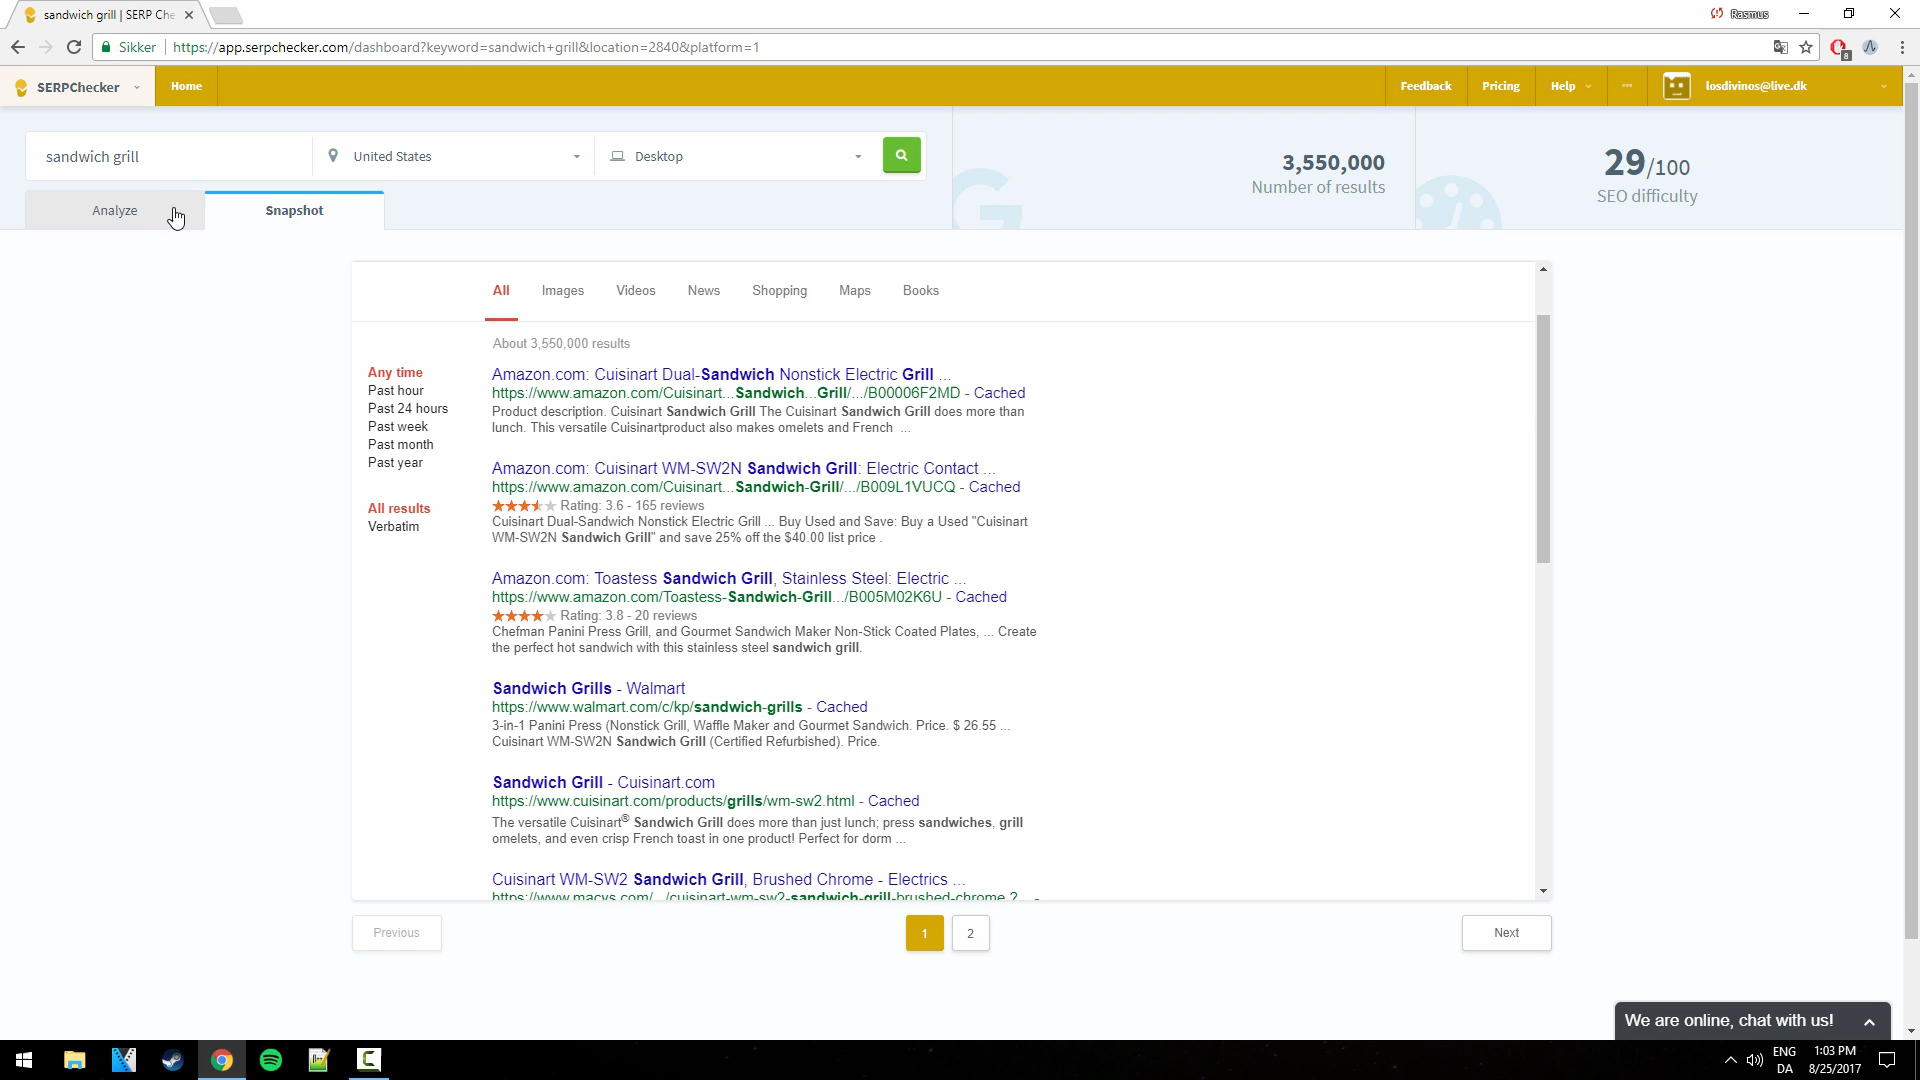 sandwich grill | SERP Che
Rasmus
Sikker
https://app.serpchecker.com/dashboard?keyword=sandwich+grill&location=2840&platform=1
8
SERPChecker
Home
Feedback
Pricing
Help
losdivinos@live.dk
sandwich grill
United States
Desktop
3,550,000
Number of results
29/100
SEO difficulty
Analyze
Snapshot
All
Images
Videos
News
Shopping
Maps
Books
About 3,550,000 results
Any time
Past hour
Past 24 hours
Past week
Past month
Past year
All results
Verbatim
Amazon.com: Cuisinart Dual-Sandwich Nonstick Electric Grill ...
https://www.amazon.com/Cuisinart...Sandwich...Grill/.../B00006F2MD - Cached
Product description. Cuisinart Sandwich Grill The Cuisinart Sandwich Grill does more than
lunch. This versatile Cuisinartproduct also makes omelets and French ...
Amazon.com: Cuisinart WM-SW2N Sandwich Grill: Electric Contact ...
https://www.amazon.com/Cuisinart...Sandwich-Grill/.../B009L1VUCQ - Cached
Rating: 3.6 - 165 reviews
Cuisinart Dual-Sandwich Nonstick Electric Grill ... Buy Used and Save: Buy a Used "Cuisinart
WM-SW2N Sandwich Grill" and save 25% off the $40.00 list price .
Amazon.com: Toastess Sandwich Grill, Stainless Steel: Electric ...
https://www.amazon.com/Toastess-Sandwich-Grill.../B005M02K6U - Cached
Rating: 3.8 - 20 reviews
Chefman Panini Press Grill, and Gourmet Sandwich Maker Non-Stick Coated Plates, ... Create
the perfect hot sandwich with this stainless steel sandwich grill.
Sandwich Grills - Walmart
https://www.walmart.com/c/kp/sandwich-grills - Cached
3-in-1 Panini Press (Nonstick Grill, Waffle Maker and Gourmet Sandwich. Price. $ 26.55 ...
Cuisinart WM-SW2N Sandwich Grill (Certified Refurbished). Price.
Sandwich Grill - Cuisinart.com
https://www.cuisinart.com/products/grills/wm-sw2.html - Cached
The versatile Cuisinart® Sandwich Grill does more than just lunch; press sandwiches, grill
omelets, and even crisp French toast in one product! Perfect for dorm ...
Cuisinart WM-SW2 Sandwich Grill, Brushed Chrome - Electrics ...
https://www.macys.com/.../cuisinart-wm-sw2-sandwich-grill-brushed-chrome.?... -
Previous
1
2
Next
We are online, chat with us!
ENG
DA
1:03 PM
8/25/2017